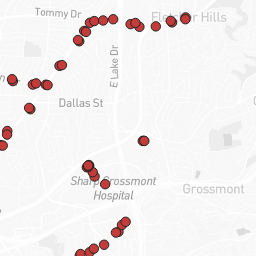 Tommy Dr
Fletcher Hills
E Lake Dr
Dallas St
Sharp Grossmont
Hospital
Grossmont